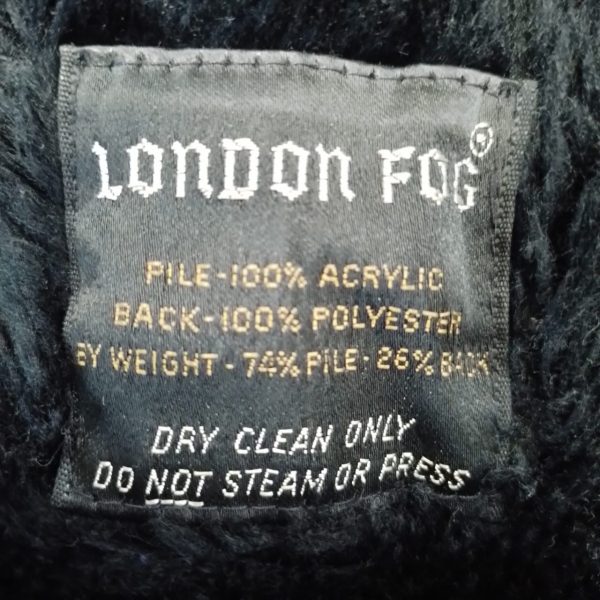 LONDON FOG®
PILE-100% ACRYLIC
BACK-100% POLYESTER
BY WEIGHT-74% PILE-26% BACK
DRY CLEAN ONLY
DO NOT STEAM OR PRESS